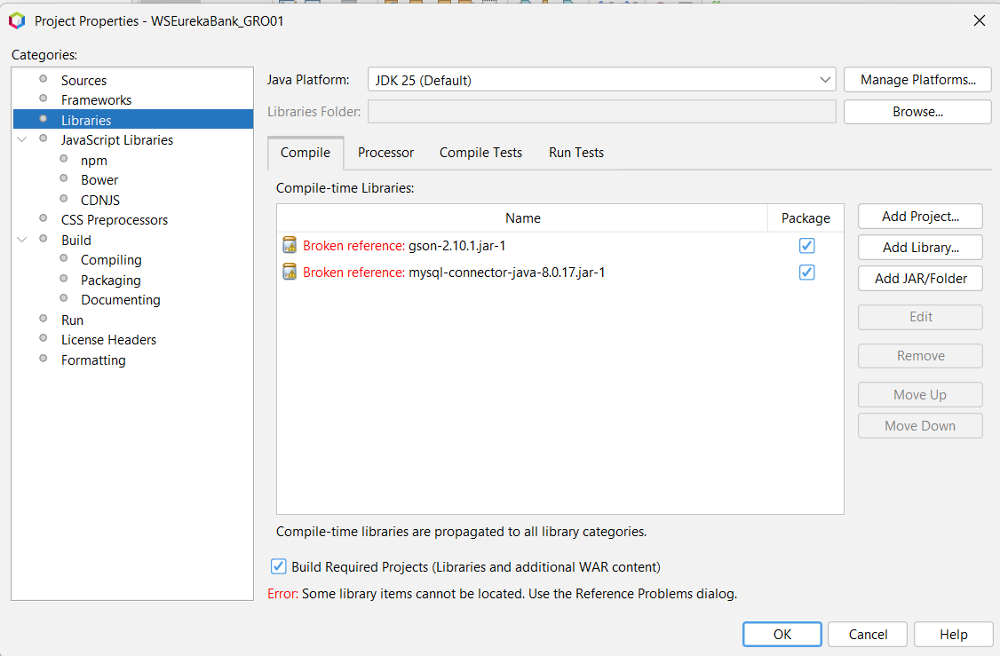 Project Properties - WSEurekaBank_GRO01
Categories:
Sources
Frameworks
Libraries
JavaScript Libraries
npm
Bower
CDNJS
CSS Preprocessors
Build
Compiling
Packaging
Documenting
Run
License Headers
Formatting
Java Platform: JDK 25 (Default) Manage Platforms...
Libraries Folder: Browse...
Compile Processor Compile Tests Run Tests
Compile-time Libraries:
Name Package
Broken reference: gson-2.10.1.jar-1
Broken reference: mysql-connector-java-8.0.17.jar-1
Add Project...
Add Library...
Add JAR/Folder
Edit
Remove
Move Up
Move Down
Compile-time libraries are propagated to all library categories.
Build Required Projects (Libraries and additional WAR content)
Error: Some library items cannot be located. Use the Reference Problems dialog.
OK Cancel Help